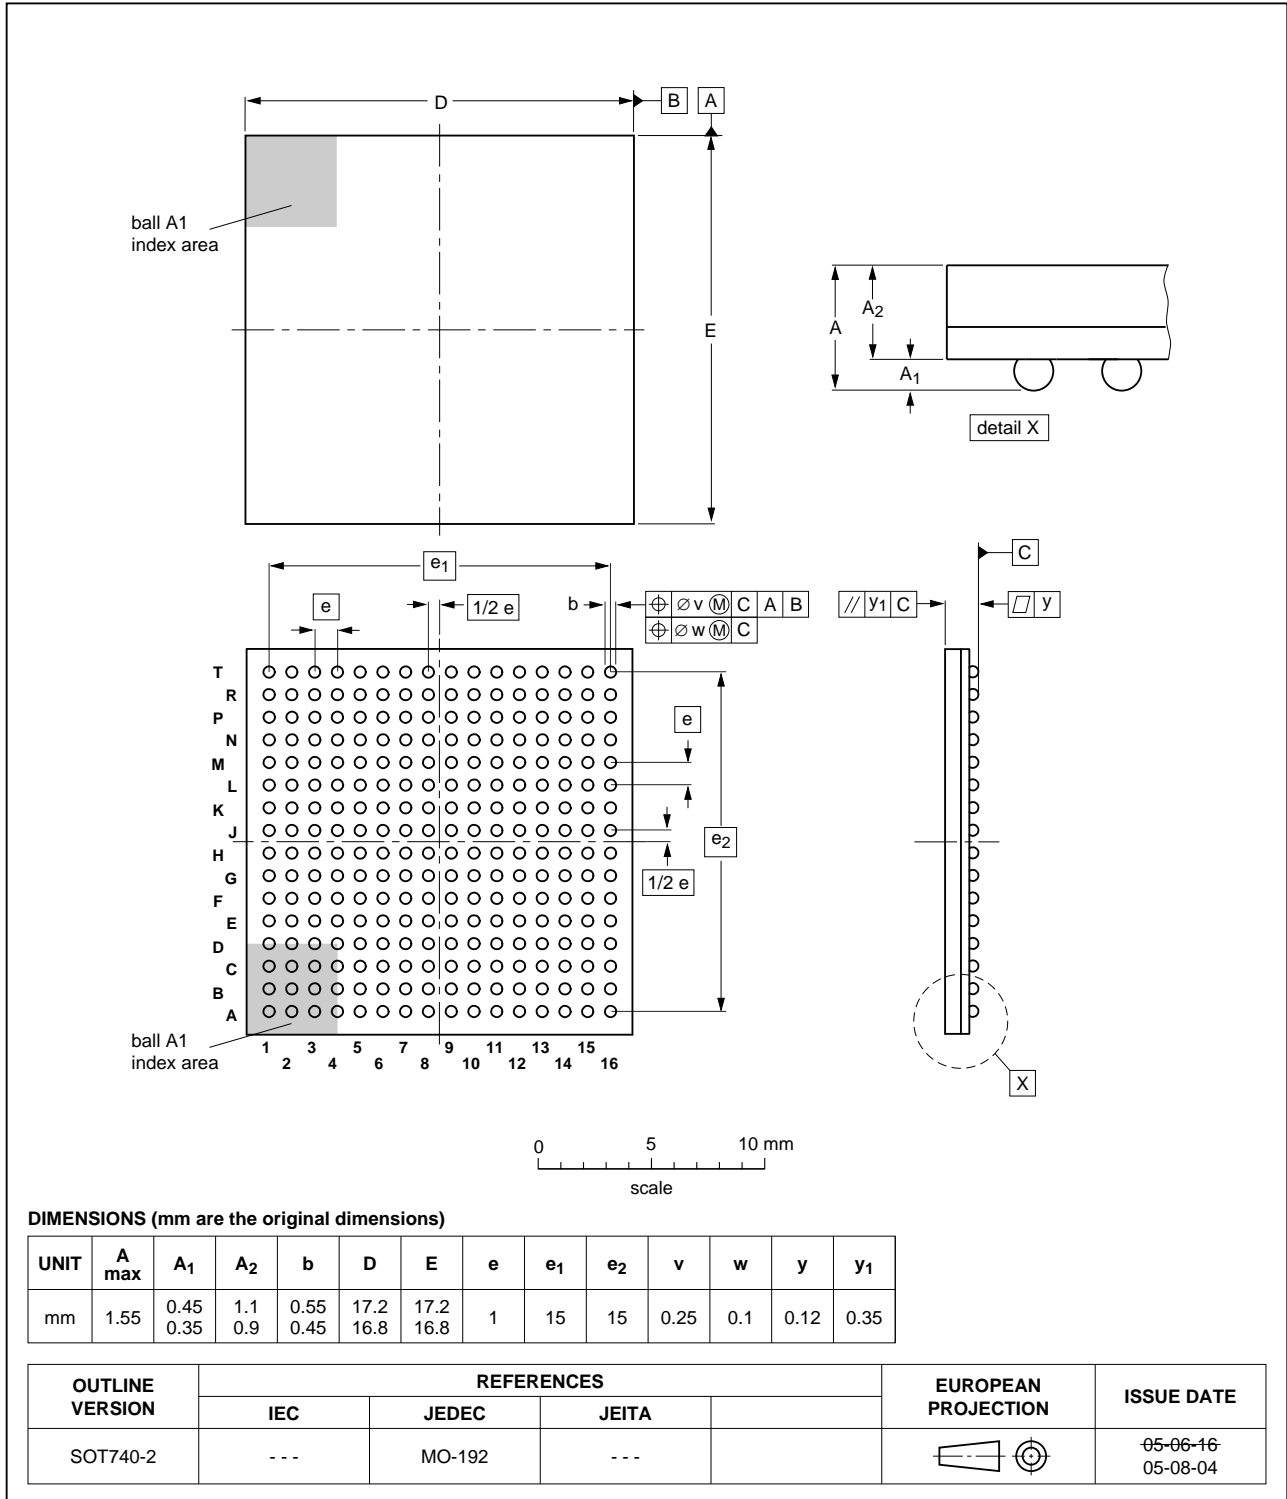 D
B A
ball A1
index area
E
A
A2
A1
detail X
e1
e
1/2 e
b
⌖ ∅ v Ⓜ C A B
⌖ ∅ w Ⓜ C
// y1 C
▱ y
C
T
R
P
N
M
L
K
J
H
G
F
E
D
C
B
A
e
e2
1/2 e
ball A1
index area
1 3 5 7 9 11 13 15
2 4 6 8 10 12 14 16
X
0 5 10 mm
scale
DIMENSIONS (mm are the original dimensions)
UNIT A max A1 A2 b D E e e1 e2 v w y y1
mm 1.55 0.45 0.35 1.1 0.9 0.55 0.45 17.2 16.8 17.2 16.8 1 15 15 0.25 0.1 0.12 0.35
OUTLINE VERSION REFERENCES EUROPEAN PROJECTION ISSUE DATE
IEC JEDEC JEITA
SOT740-2 - - - MO-192 - - - 05-06-16
05-08-04